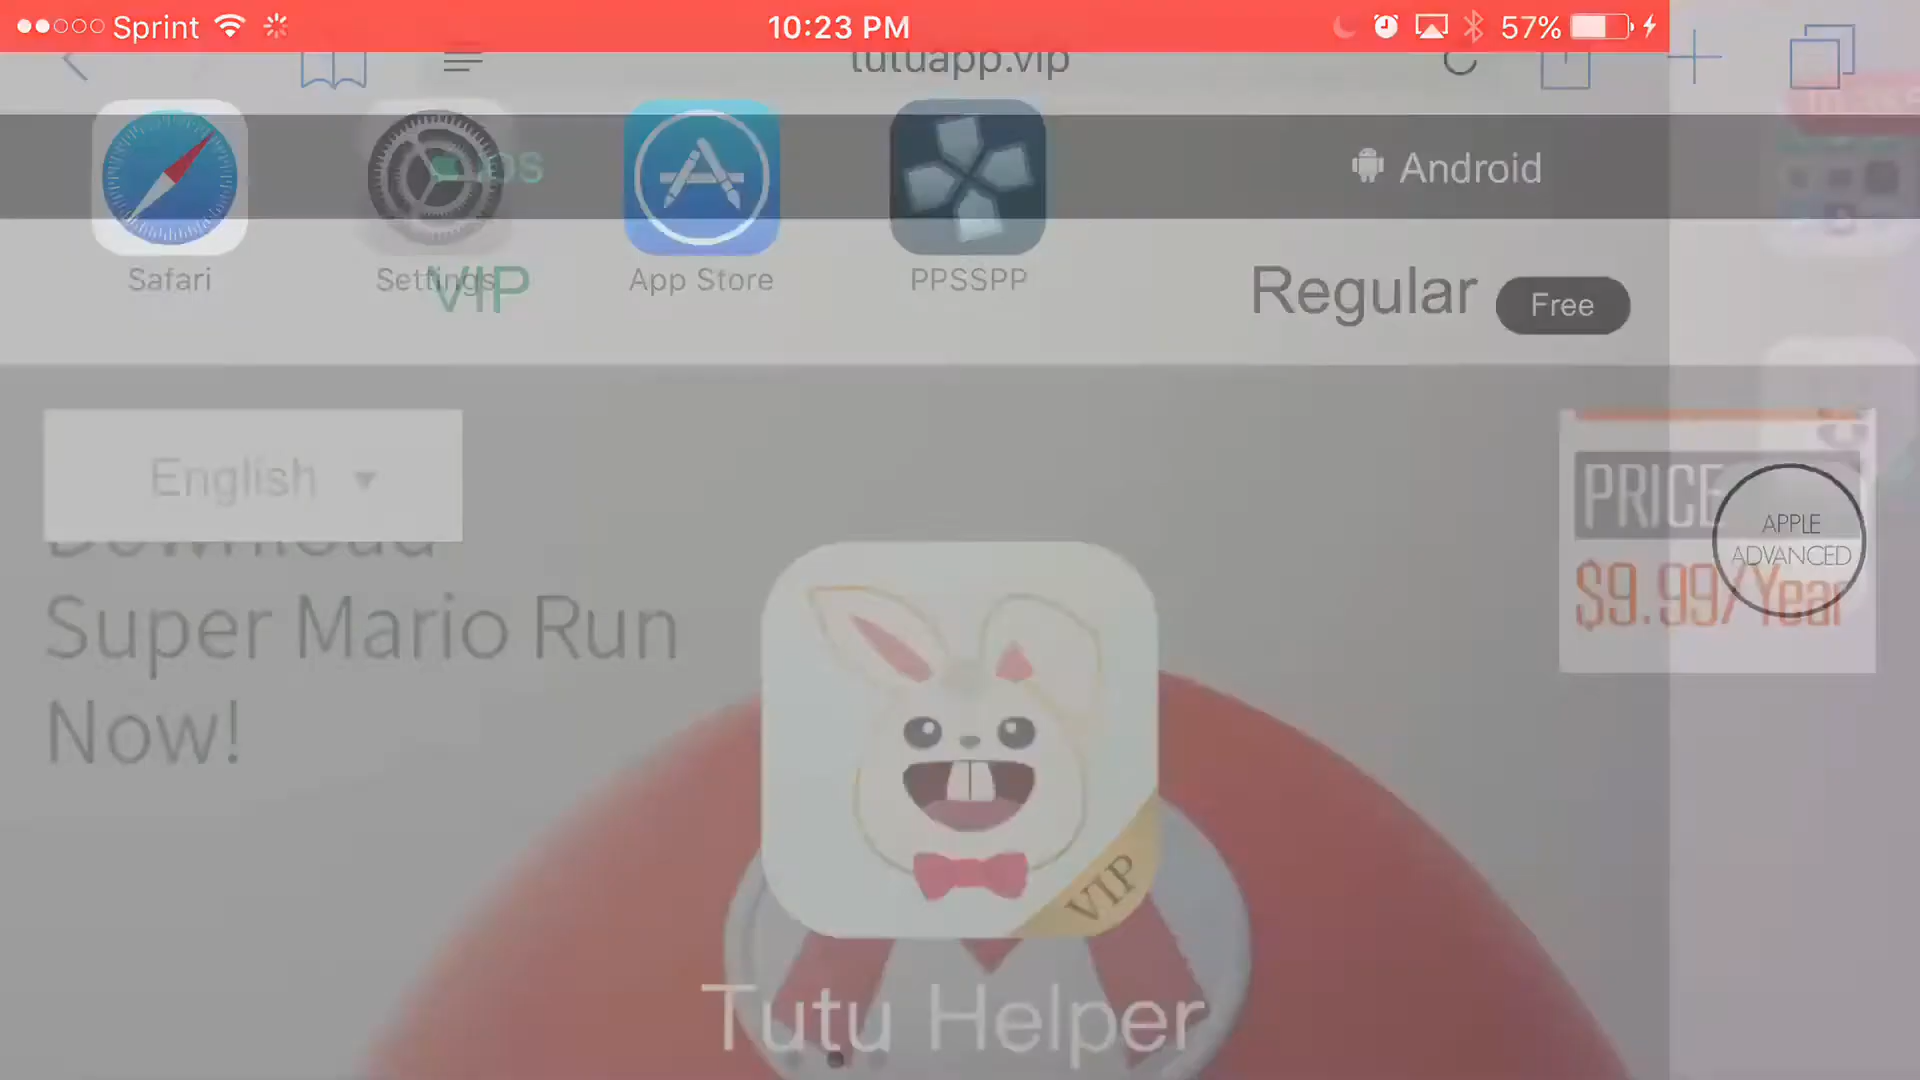 Sprint 10:23 PM 57%
tutuapp.vip
Android
Safari Settings App Store PPSSPP
VIP Regular Free
English
PRICE
APPLE
ADVANCED
$9.99/Year
Download
Super Mario Run
Now!
VIP
Tutu Helper